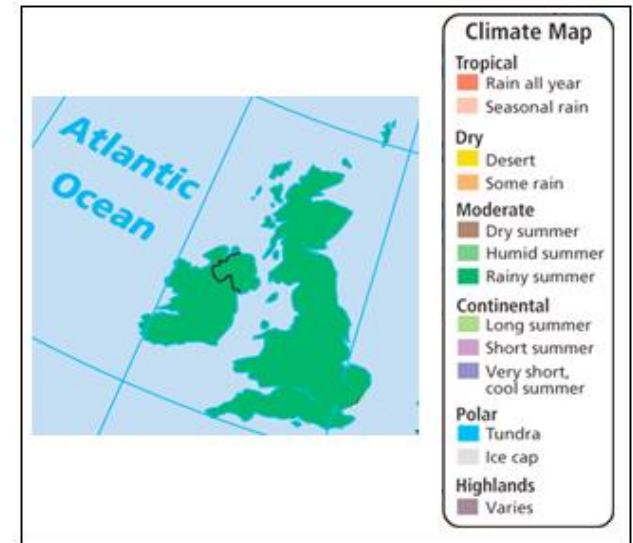 Atlantic
Ocean
Climate Map
Tropical
Rain all year
Seasonal rain
Dry
Desert
Some rain
Moderate
Dry summer
Humid summer
Rainy summer
Continental
Long summer
Short summer
Very short,
cool summer
Polar
Tundra
Ice cap
Highlands
Varies